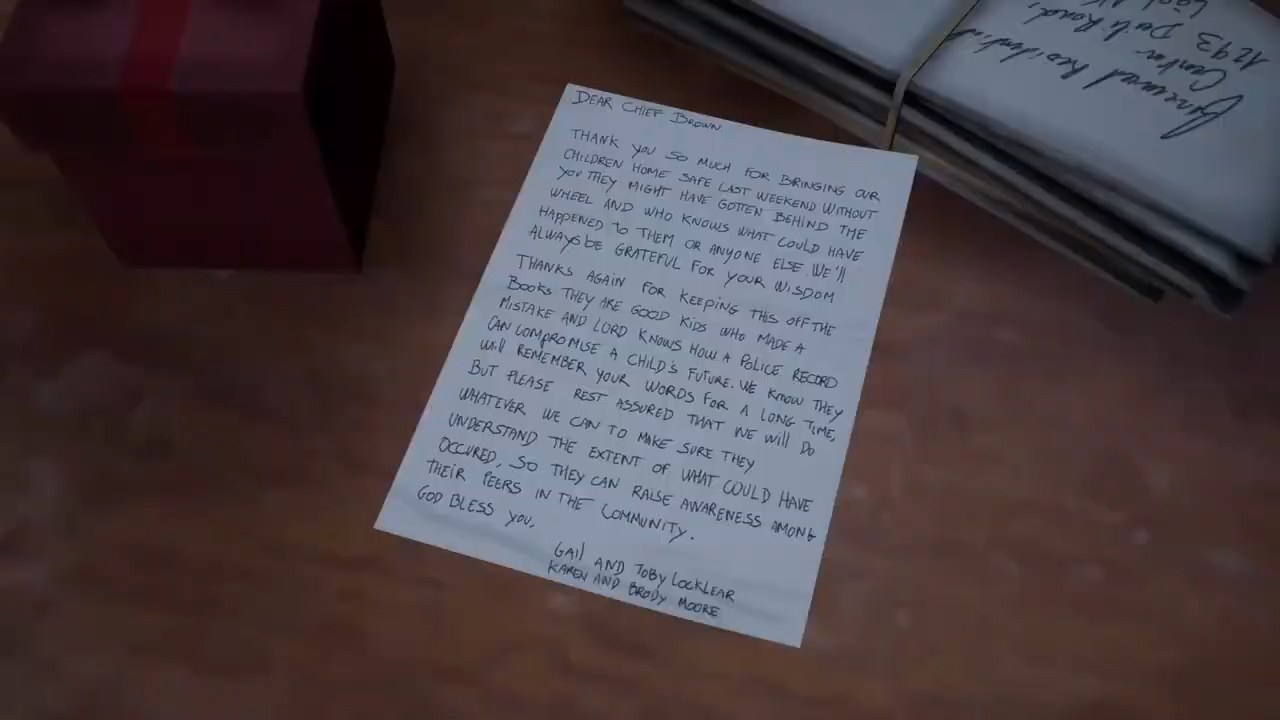 DEAR CHIEF BROWN
THANK YOU SO MUCH FOR BRINGING OUR
CHILDREN HOME SAFE LAST WEEKEND WITHOUT
YOU THEY MIGHT HAVE GOTTEN BEHIND THE
WHEEL AND WHO KNOWS WHAT COULD HAVE
HAPPENED TO THEM OR ANYONE ELSE. WE'll
ALWAYS BE GRATEFUL FOR YOUR WISDOM
THANKS AGAIN FOR KEEPING THIS OFF THE
BOOKS THEY ARE GOOD KIDS WHO MADE A
MISTAKE AND LORD KNOWS HOW A POLICE RECORD
CAN COMPROMISE A CHILD'S FUTURE. WE KNOW THEY
Will REMEMBER YOUR WORDS FOR A LONG TIME,
BUT PLEASE REST ASSURED THAT WE Will DO
WHATEVER WE CAN TO MAKE SURE THEY
UNDERSTAND THE EXTENT OF WHAT COULD HAVE
OCCURED, SO THEY CAN RAISE AWARENESS AMONG
THEIR PEERS IN THE COMMUNITY.
GOD BLESS YOU,
GAIl AND TOBY LOCKLEAR
KAREN AND BRODY MOORE
Residential
Center
1293 Road,